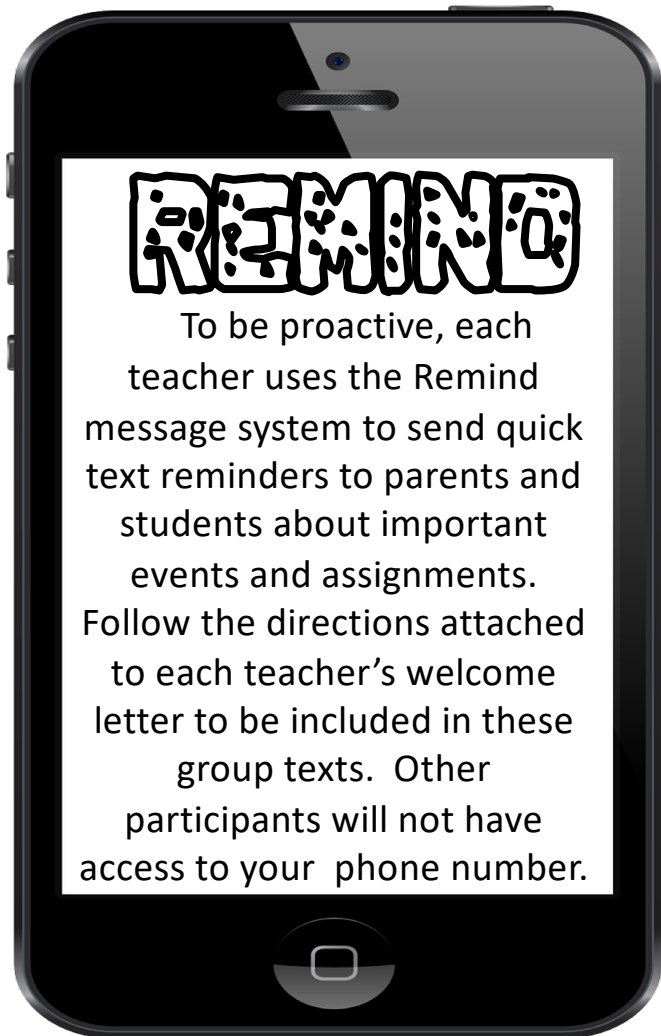 REMIND
To be proactive, each
teacher uses the Remind
message system to send quick
text reminders to parents and
students about important
events and assignments.
Follow the directions attached
to each teacher’s welcome
letter to be included in these
group texts.  Other
participants will not have
access to your  phone number.